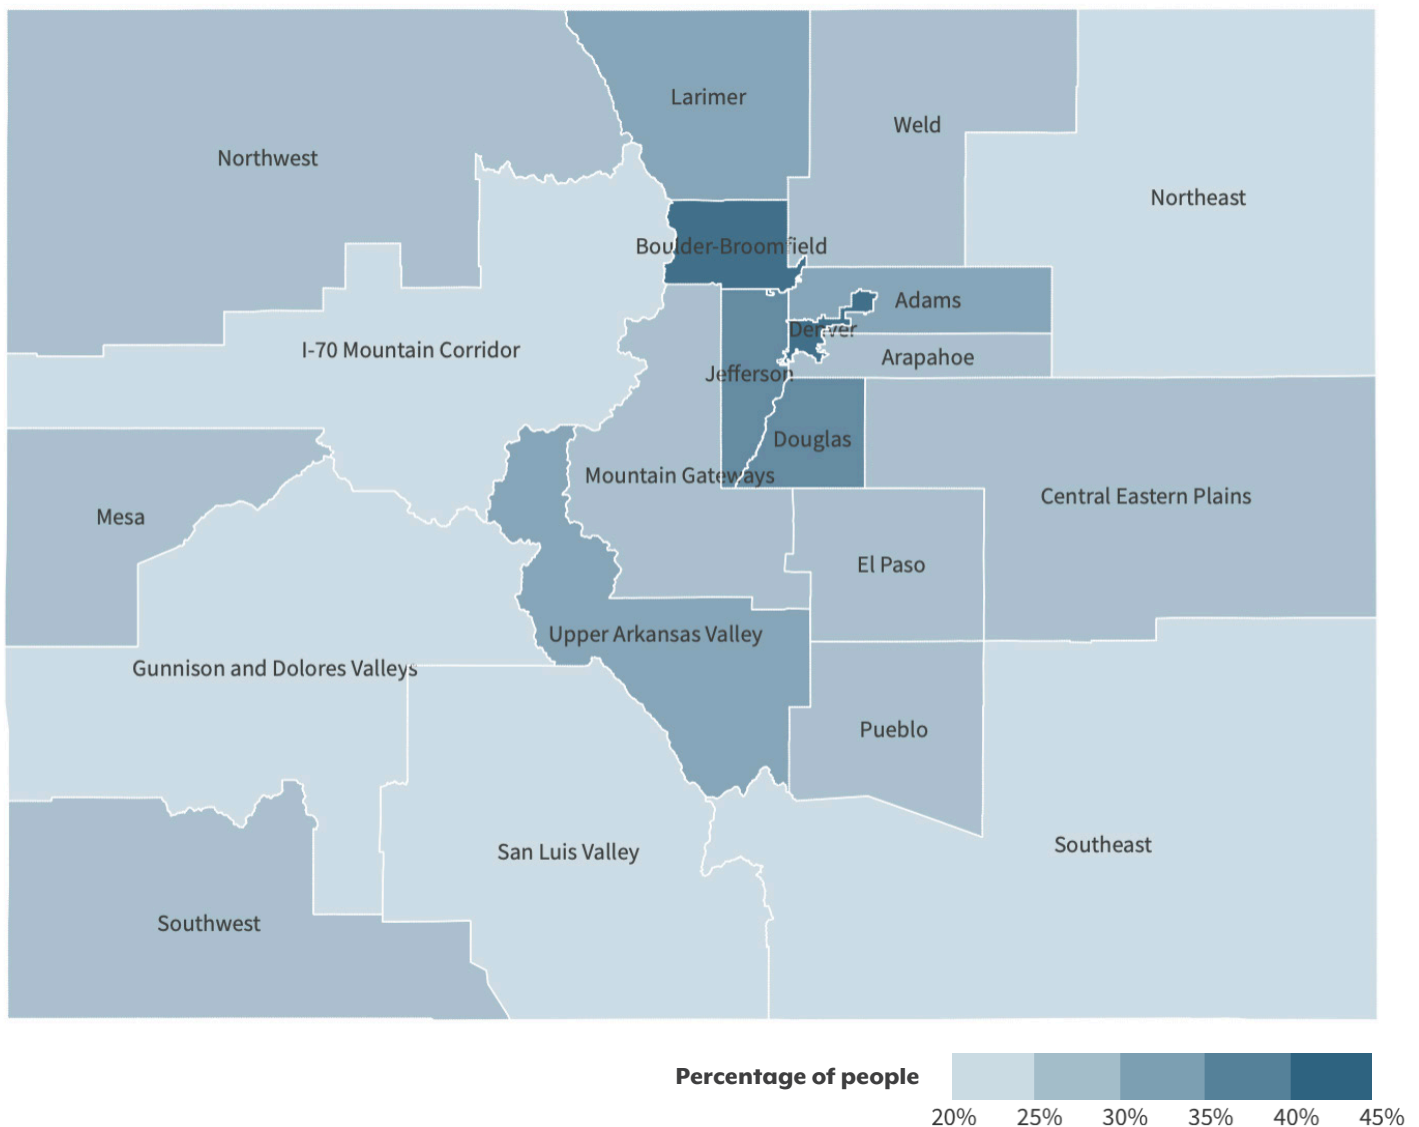 Larimer
Weld
Northwest
Northeast
Boulder-Broomfield
Adams
Denver
I-70 Mountain Corridor
Arapahoe
Jefferson
Douglas
Mountain Gateways
Central Eastern Plains
Mesa
El Paso
Upper Arkansas Valley
Gunnison and Dolores Valleys
Pueblo
Southeast
San Luis Valley
Southwest
Percentage of people
20% 25% 30% 35% 40% 45%